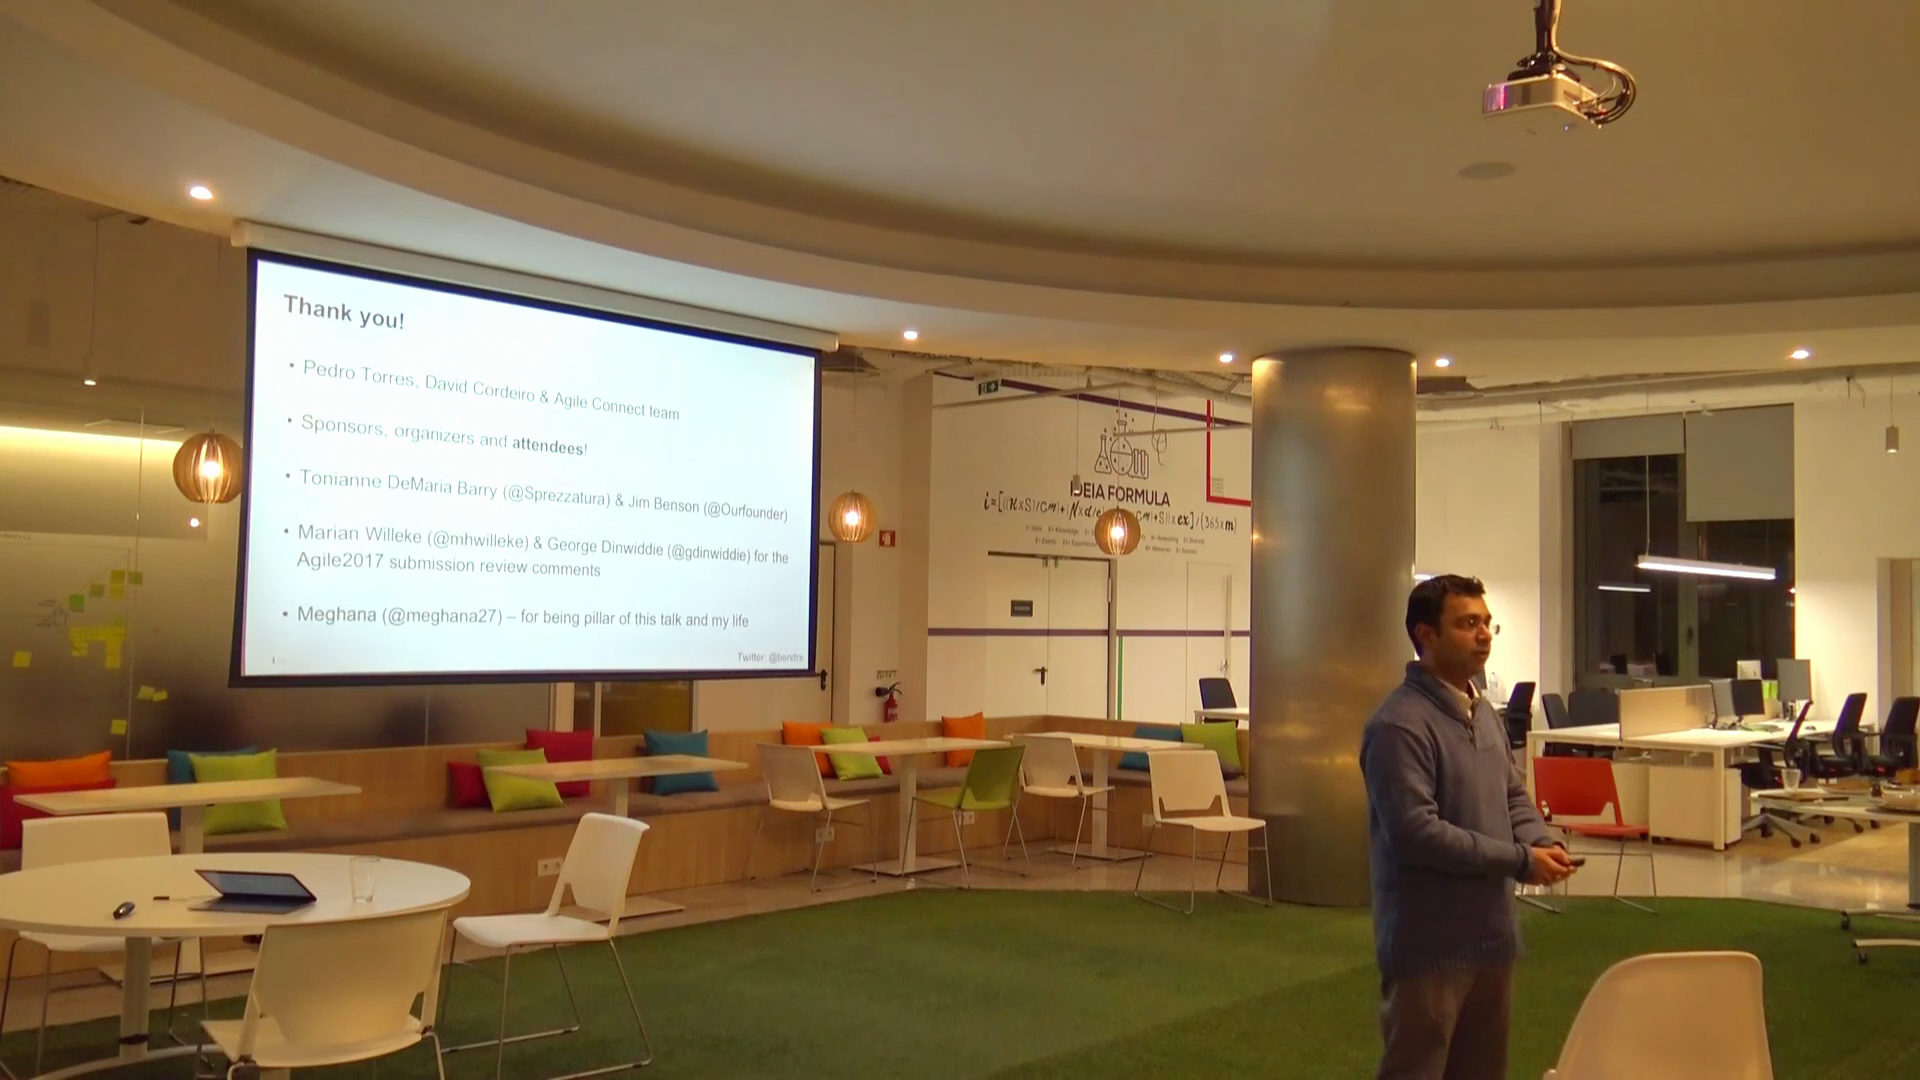 Thank you!
• Pedro Torres, David Cordeiro & Agile Connect team
• Sponsors, organizers and attendees!
• Tonianne DeMaria Barry (@Sprezzatura) & Jim Benson (@Ourfounder)
• Marian Willeke (@mhwilleke) & George Dinwiddie (@gdinwiddie) for the
Agile2017 submission review comments
• Meghana (@meghana27) – for being pillar of this talk and my life
1
Twitter: @bendre
IDEIA FORMULA